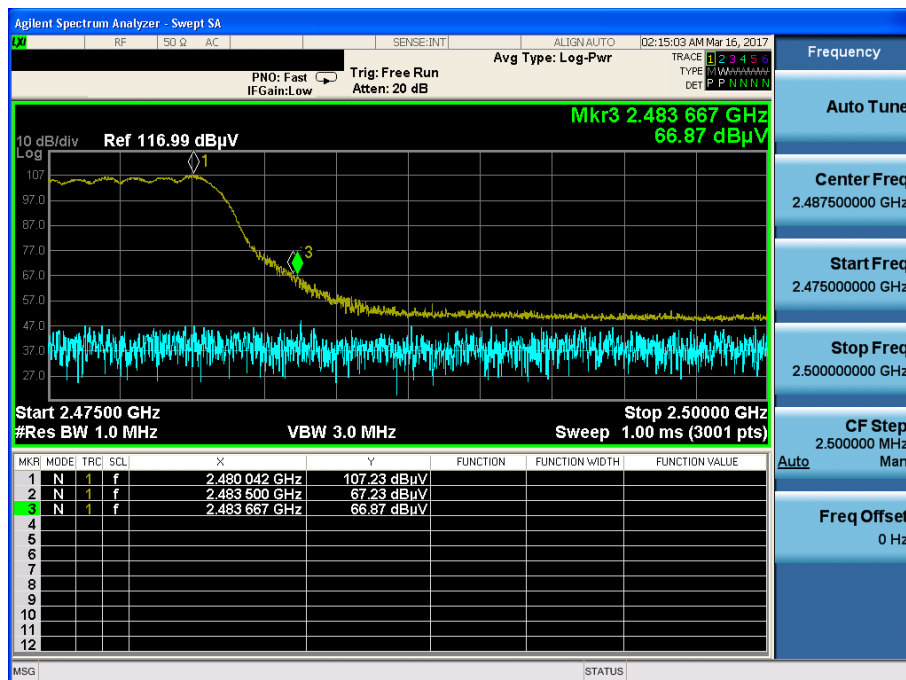 Agilent Spectrum Analyzer - Swept SA
LXI RF 50 Ω AC SENSE:INT ALIGNAUTO 02:15:03 AM Mar 16, 2017
PNO: Fast
IFGain:Low
Trig: Free Run
Atten: 20 dB
Avg Type: Log-Pwr
TRACE 1 2 3 4 5 6
TYPE M WWWWW
DET P P N N N N
Mkr3 2.483 667 GHz
66.87 dBµV
10 dB/div Ref 116.99 dBµV
Log
107
97.0
87.0
77.0
67.0
57.0
47.0
37.0
27.0
1
3
Start 2.47500 GHz Stop 2.50000 GHz
#Res BW 1.0 MHz VBW 3.0 MHz Sweep 1.00 ms (3001 pts)
MKR MODE TRC SCL X Y FUNCTION FUNCTION WIDTH FUNCTION VALUE
1 N 1 f 2.480 042 GHz 107.23 dBµV
2 N 1 f 2.483 500 GHz 67.23 dBµV
3 N 1 f 2.483 667 GHz 66.87 dBµV
4
5
6
7
8
9
10
11
12
MSG STATUS
Frequency
Auto Tune
Center Freq
2.487500000 GHz
Start Freq
2.475000000 GHz
Stop Freq
2.500000000 GHz
CF Step
2.500000 MHz
Auto Man
Freq Offset
0 Hz